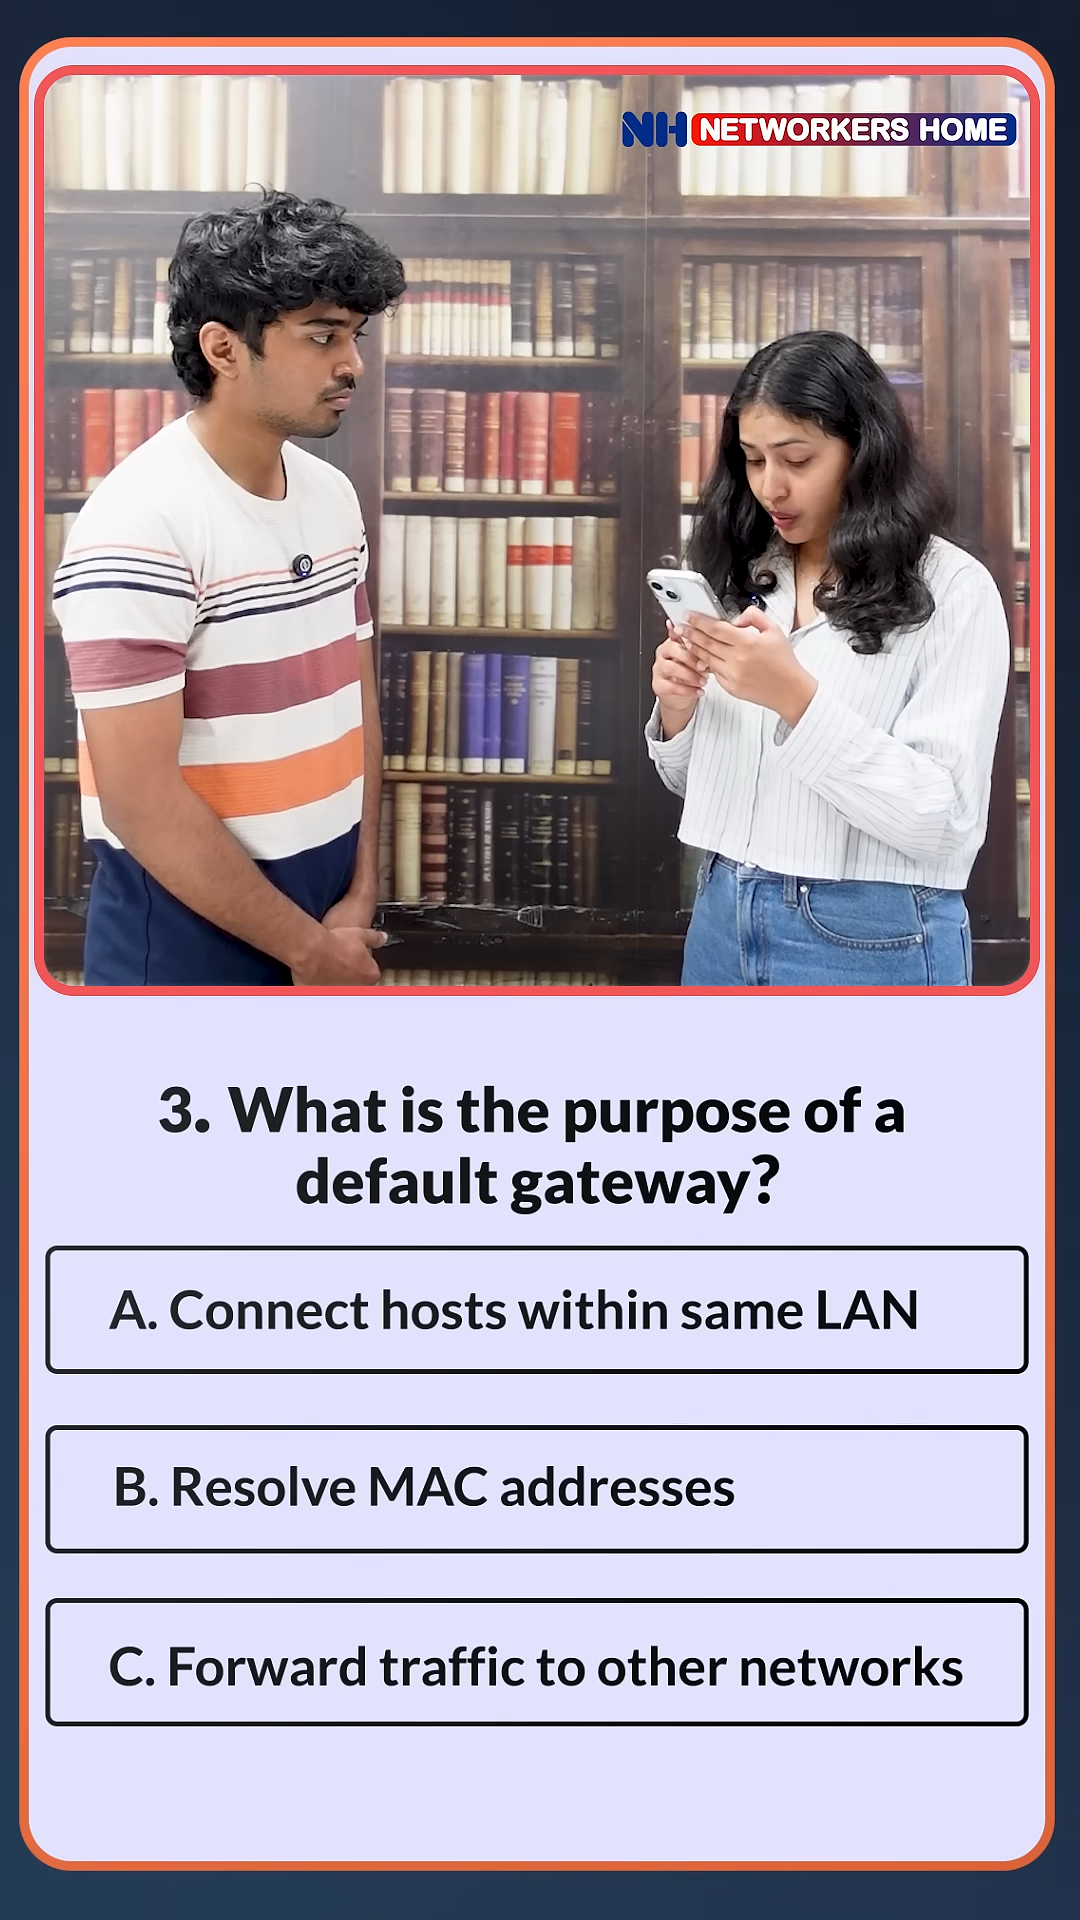 NH NETWORKERS HOME
3. What is the purpose of a
default gateway?
A. Connect hosts within same LAN
B. Resolve MAC addresses
C. Forward traffic to other networks